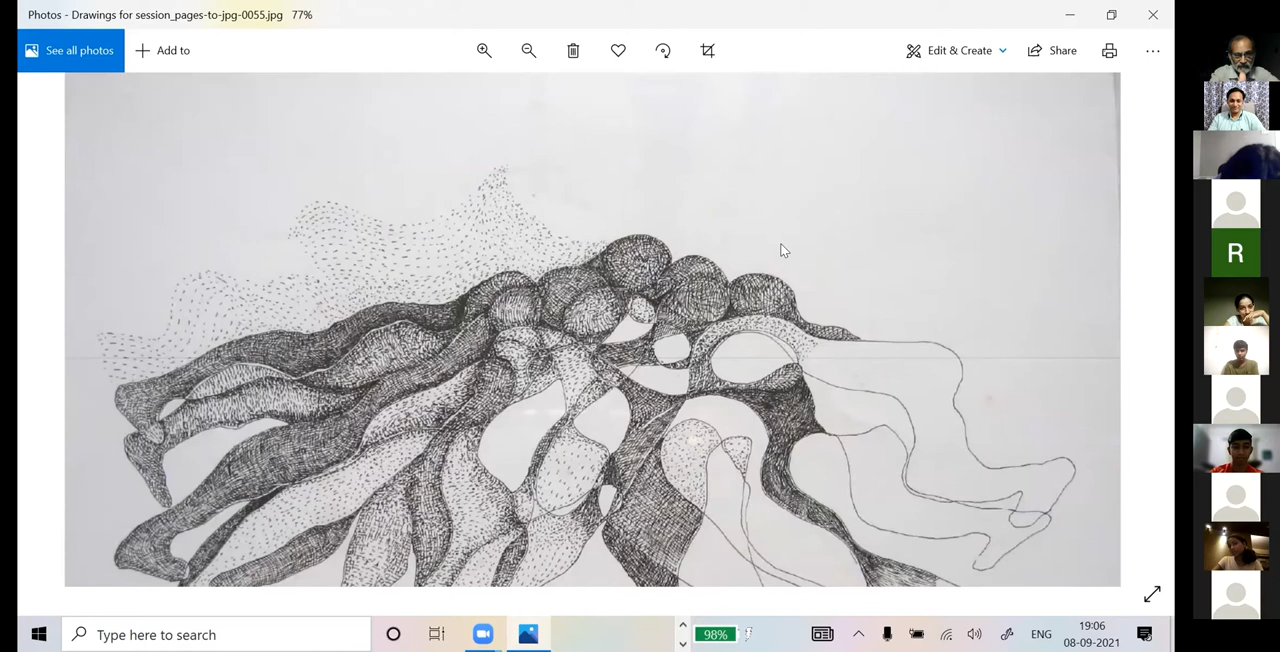 Photos - Drawings for session_pages-to-jpg-0055.jpg 77%
See all photos
Add to
Edit & Create
Share
R
Type here to search
98%
ENG
19:06
08-09-2021